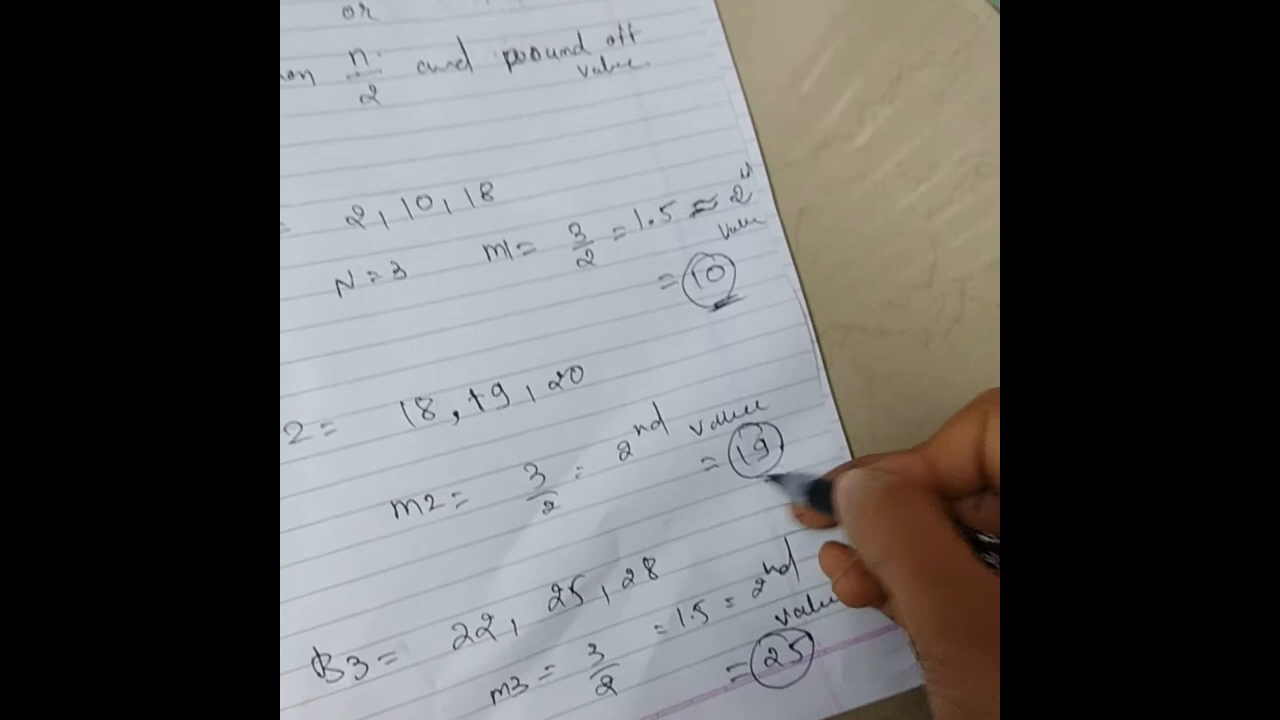 or
n/2 and round off
value
= 2, 10, 18
N = 3 m1 = 3/2 = 1.5 ≈ 2
value
= 10
2 = 18, 19, 20
m2 = 3/2 = 2nd value
= 19
B3 = 22, 25, 28
m3 = 3/2 = 1.5 = 2nd
value
= 25